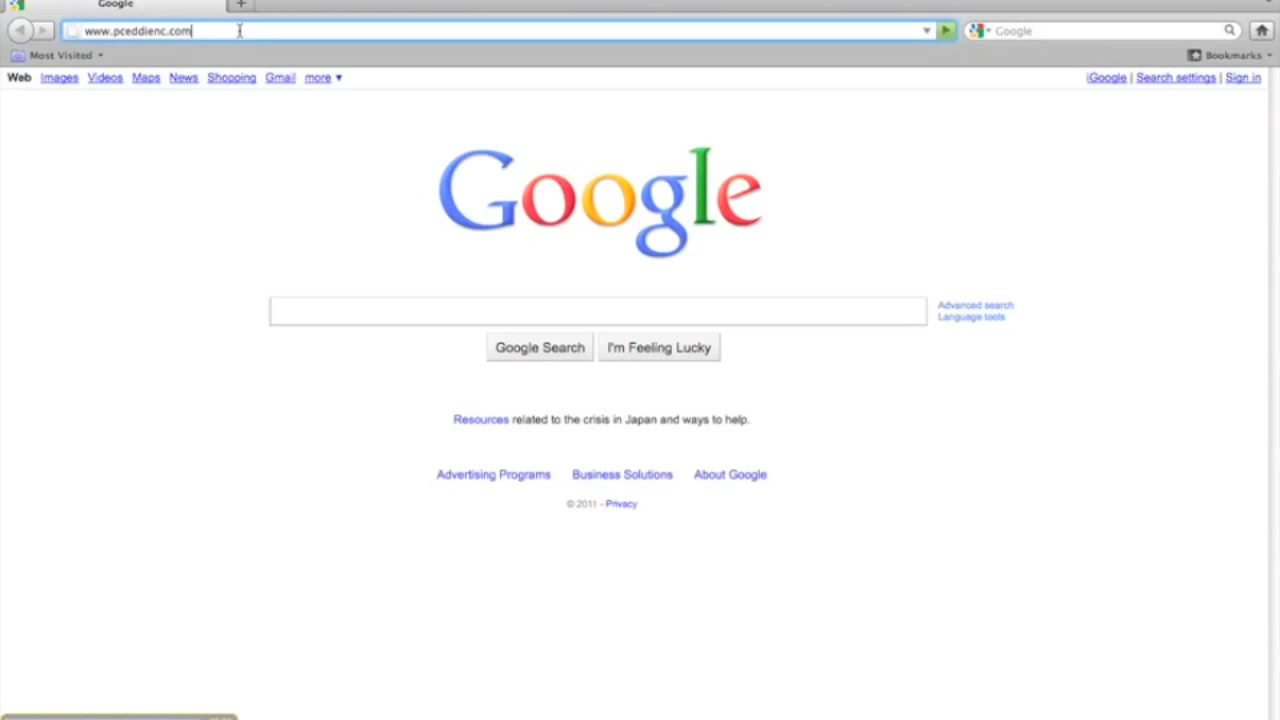 Google
www.pceddienc.com
Google
Most Visited
Bookmarks
Web Images Videos Maps News Shopping Gmail more ▼
iGoogle | Search settings | Sign in
Google
Advanced search
Language tools
Google Search
I'm Feeling Lucky
Resources related to the crisis in Japan and ways to help.
Advertising Programs Business Solutions About Google
© 2011 - Privacy